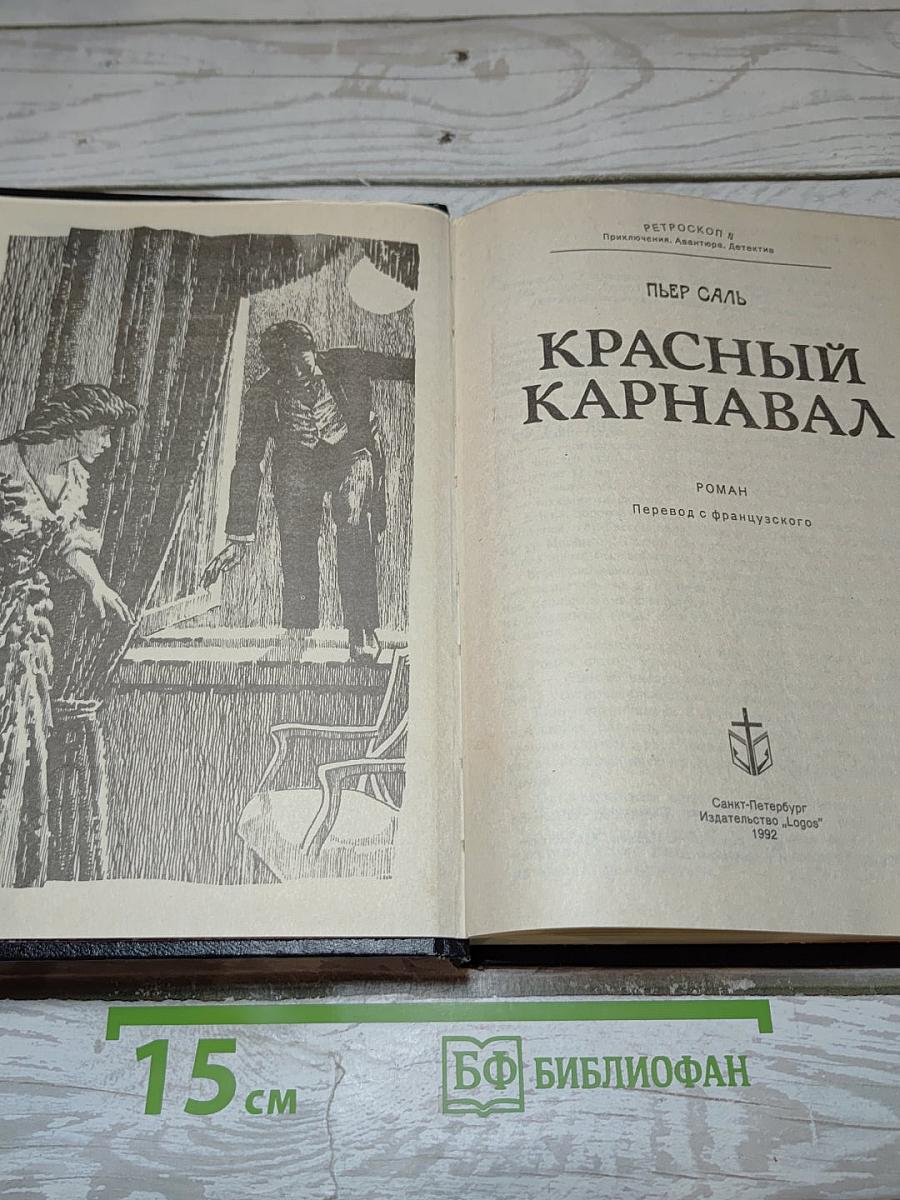 РЕТРОСКОП
Приключения. Авантюра. Детектив
ПЬЕР САЛЬ
КРАСНЫЙ
КАРНАВАЛ
РОМАН
Перевод с французского
Санкт-Петербург
Издательство „Logos"
1992
15 см
БФ БИБЛИОФАН